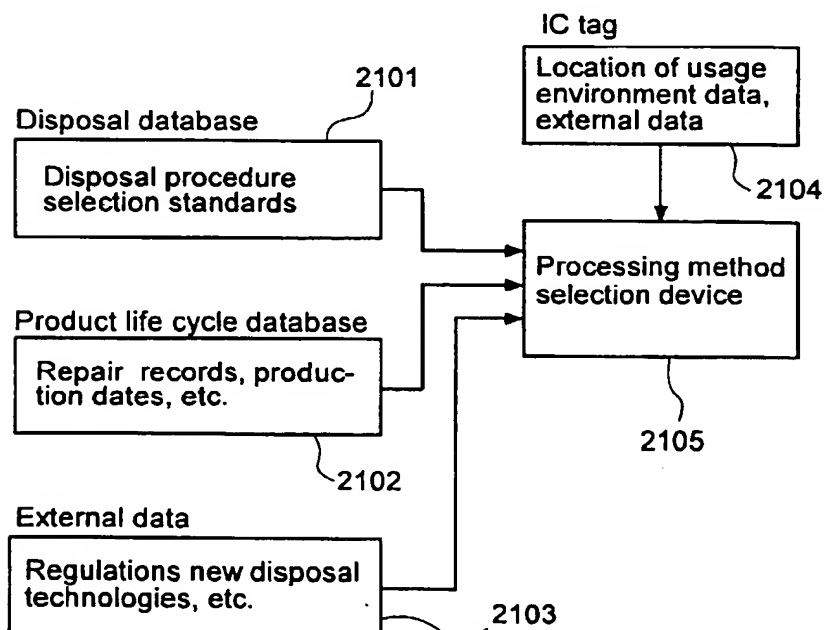 IC tag
Location of usage
environment data,
external data
2104
2101
Disposal database
Disposal procedure
selection standards
Processing method
selection device
2105
Product life cycle database
Repair records, produc-
tion dates, etc.
2102
External data
Regulations new disposal
technologies, etc.
2103